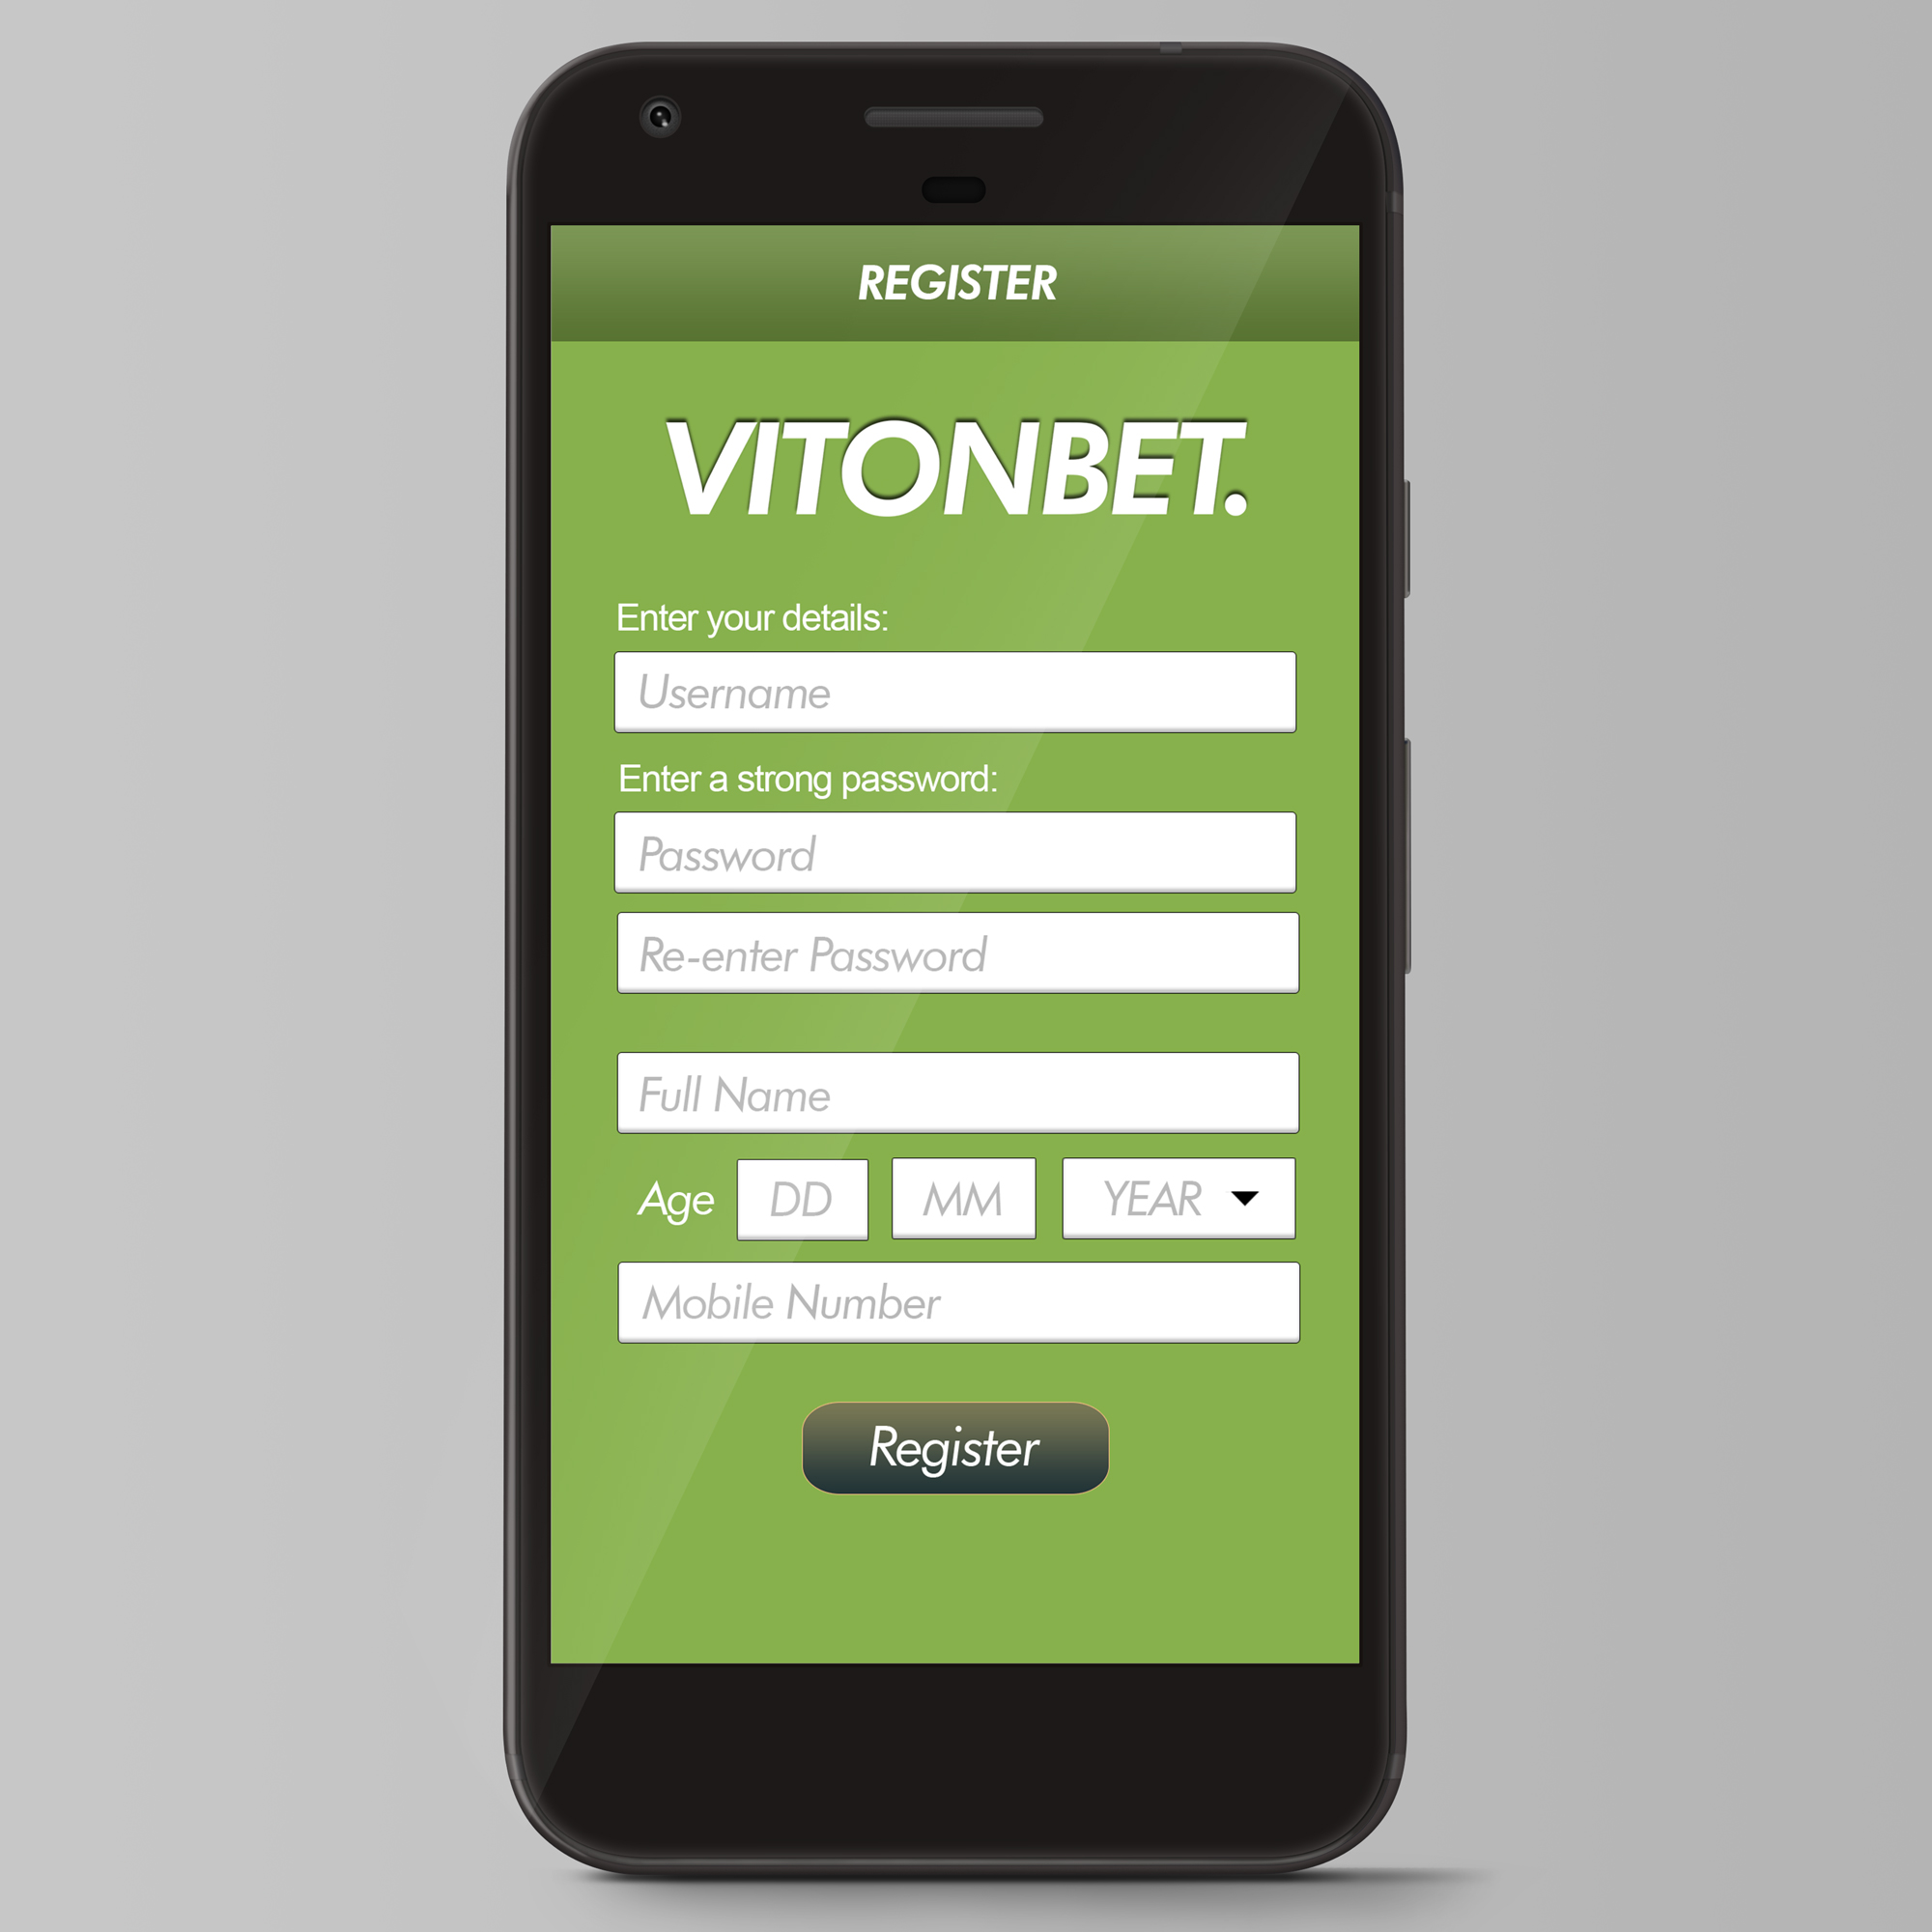 REGISTER
VITONBET.
Enter your details:
Username
Enter a strong password:
Password
Re-enter Password
Full Name
Age DD MM YEAR
Mobile Number
Register